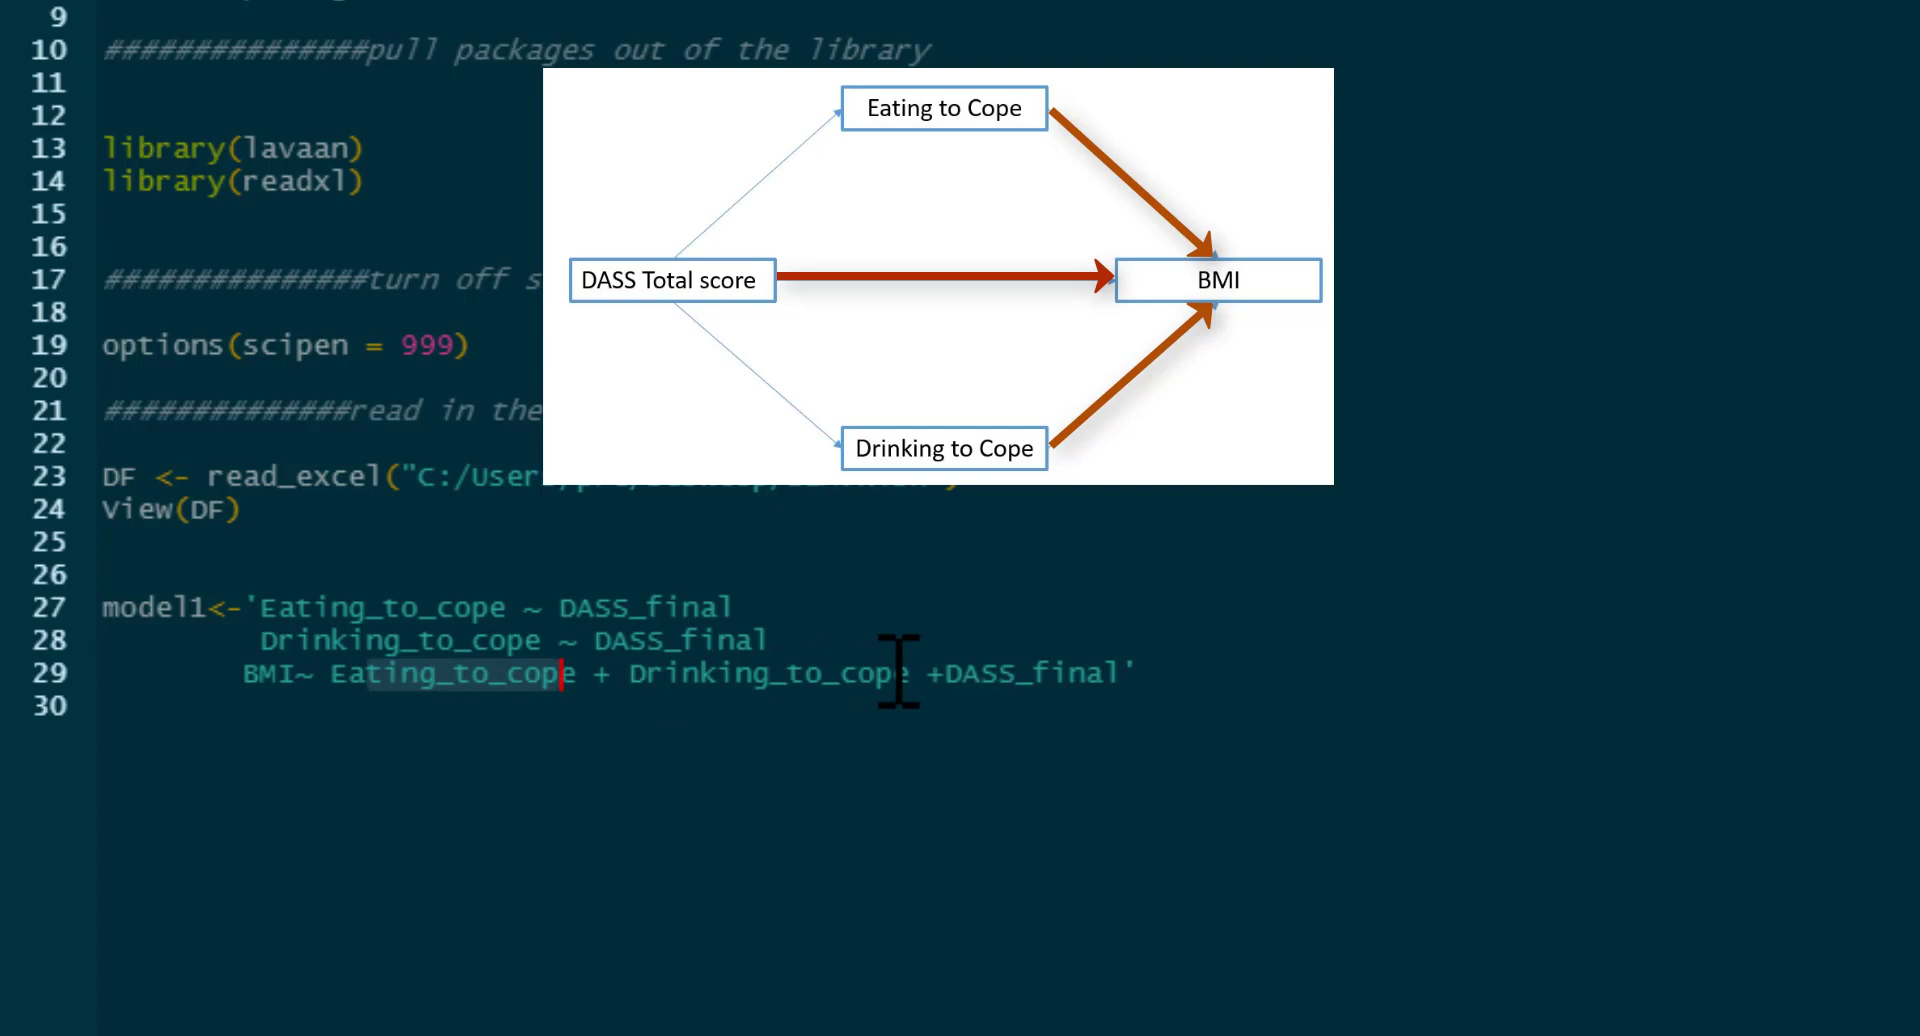 9
10 ###############pull packages out of the library
11
12
13 library(lavaan)
14 library(readxl)
15
16
17 ###############turn off s
18
19 options(scipen = 999)
20
21 ##############read in the
22
23 DF <- read_excel("C:/User
24 View(DF)
25
26
27 model1<-'Eating_to_cope ~ DASS_final
28 Drinking_to_cope ~ DASS_final
29 BMI~ Eating_to_cope + Drinking_to_cope +DASS_final'
30
Eating to Cope
DASS Total score
BMI
Drinking to Cope